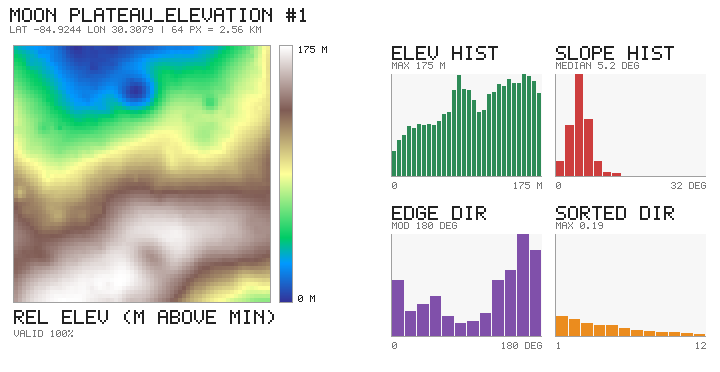 MOON PLATEAU_ELEVATION #1
LAT -84.9244 LON 30.3079 | 64 PX = 2.56 KM
175 M
0 M
REL ELEV (M ABOVE MIN)
VALID 100%
ELEV HIST
MAX 175 M
0 175 M
SLOPE HIST
MEDIAN 5.2 DEG
0 32 DEG
EDGE DIR
MOD 180 DEG
0 180 DEG
SORTED DIR
MAX 0.19
1 12